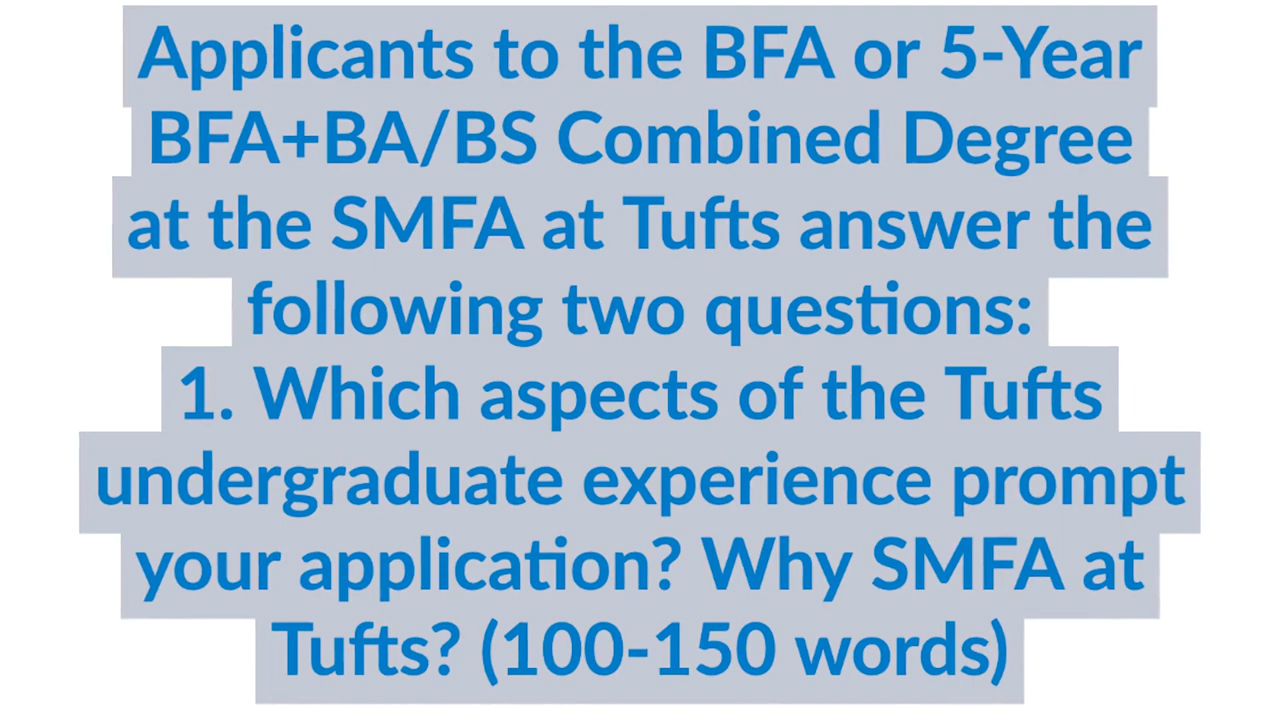 Applicants to the BFA or 5-Year
BFA+BA/BS Combined Degree
at the SMFA at Tufts answer the
following two questions:
1. Which aspects of the Tufts
undergraduate experience prompt
your application? Why SMFA at
Tufts? (100-150 words)